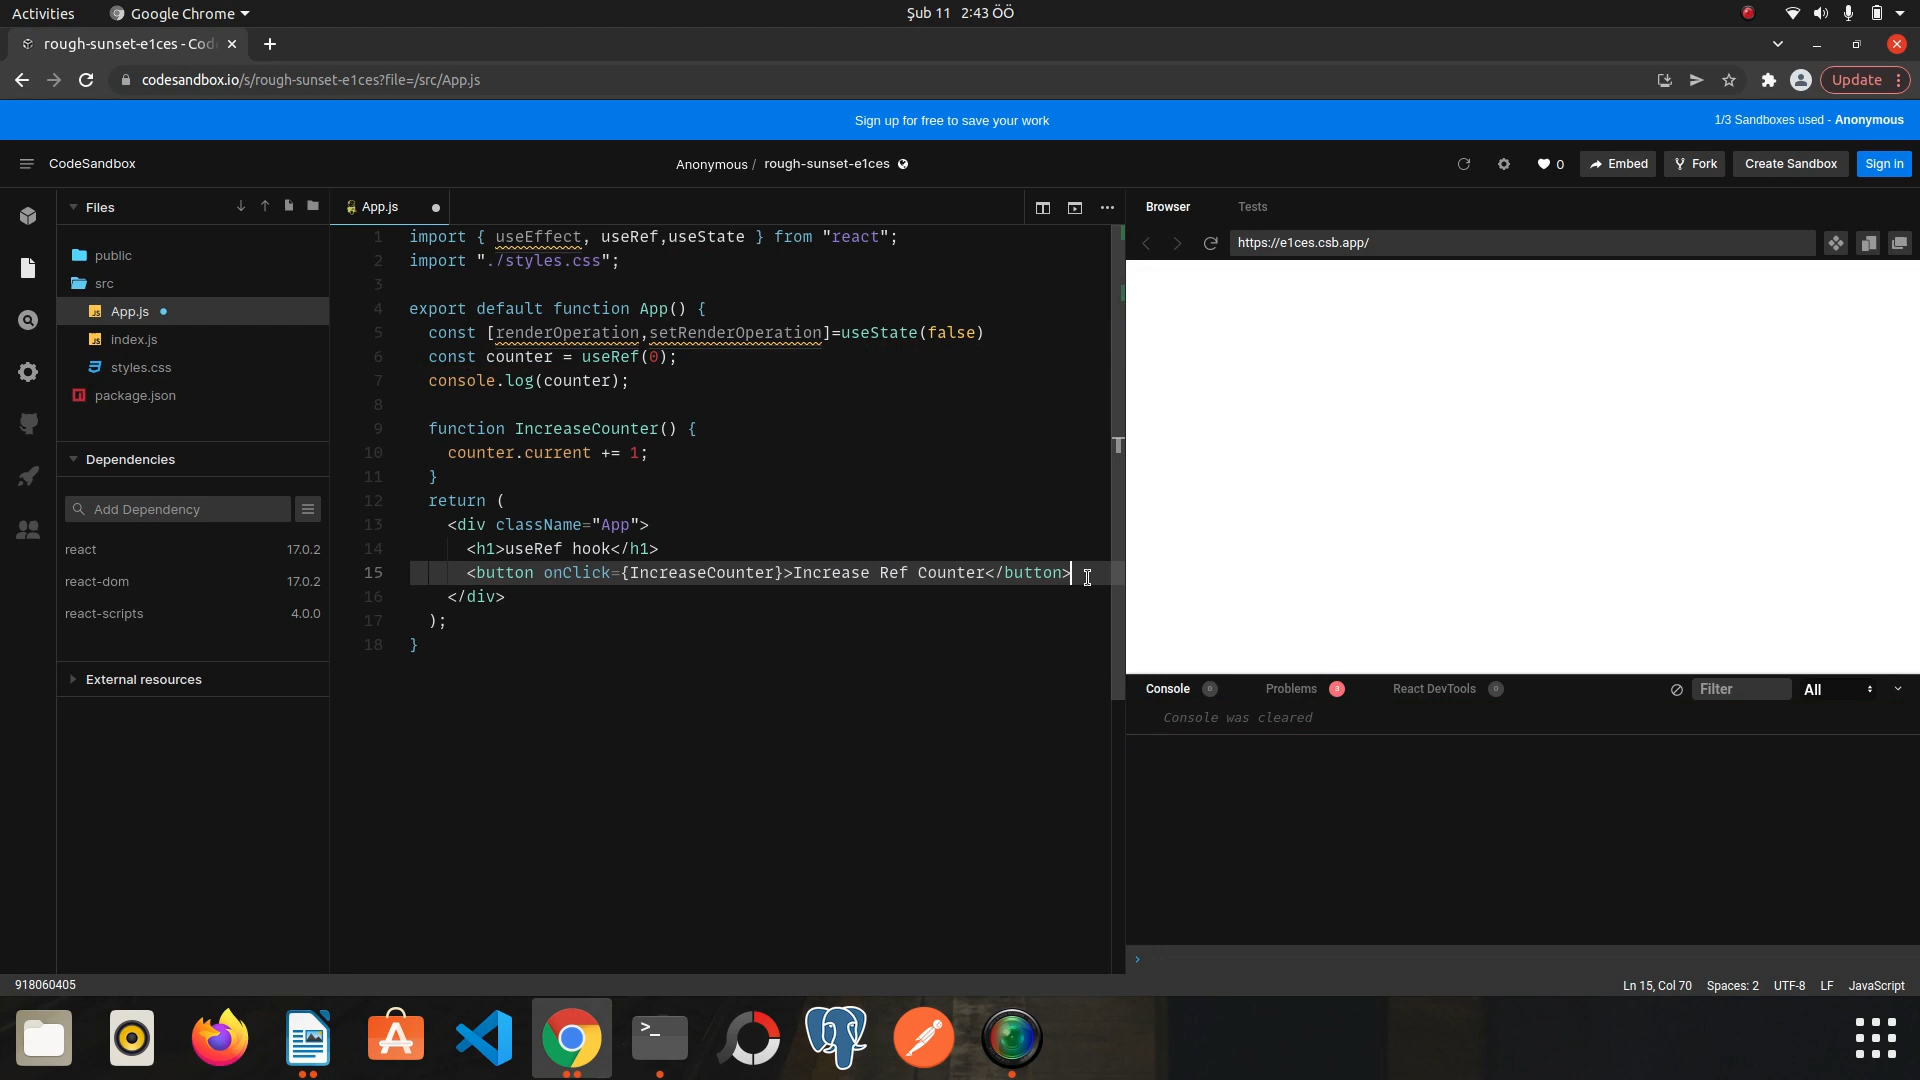 Activities Google Chrome Şub 11 2:43 ÖÖ
rough-sunset-e1ces - Cod
codesandbox.io/s/rough-sunset-e1ces?file=/src/App.js Update
Sign up for free to save your work 1/3 Sandboxes used - Anonymous
CodeSandbox Anonymous / rough-sunset-e1ces 0 Embed Fork Create Sandbox Sign in
Files
public
src
App.js
index.js
styles.css
package.json
Dependencies
Add Dependency
react 17.0.2
react-dom 17.0.2
react-scripts 4.0.0
External resources
App.js
1 import { useEffect, useRef,useState } from "react";
2 import "./styles.css";
3
4 export default function App() {
5 const [renderOperation,setRenderOperation]=useState(false)
6 const counter = useRef(0);
7 console.log(counter);
8
9 function IncreaseCounter() {
10 counter.current += 1;
11 }
12 return (
13 <div className="App">
14 <h1>useRef hook</h1>
15 <button onClick={IncreaseCounter}>Increase Ref Counter</button>
16 </div>
17 );
18 }
Browser Tests
https://e1ces.csb.app/
Console 0 Problems 3 React DevTools 0 Filter All
Console was cleared
918060405 Ln 15, Col 70 Spaces: 2 UTF-8 LF JavaScript